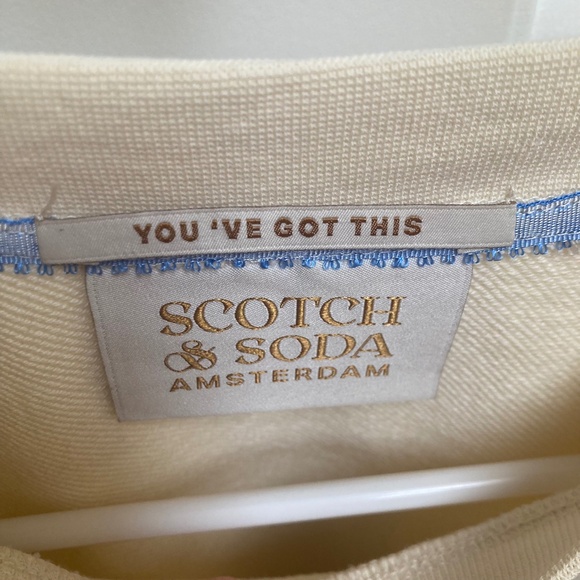 YOU 'VE GOT THIS
SCOTCH
& SODA
AMSTERDAM